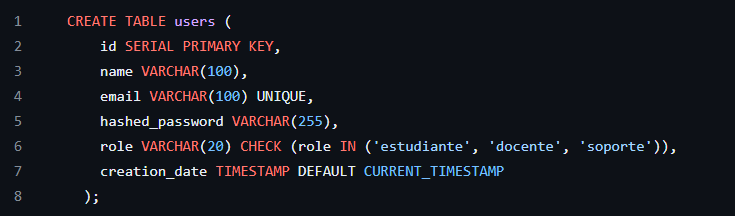 1 CREATE TABLE users (
2 id SERIAL PRIMARY KEY,
3 name VARCHAR(100),
4 email VARCHAR(100) UNIQUE,
5 hashed_password VARCHAR(255),
6 role VARCHAR(20) CHECK (role IN ('estudiante', 'docente', 'soporte')),
7 creation_date TIMESTAMP DEFAULT CURRENT_TIMESTAMP
8 );